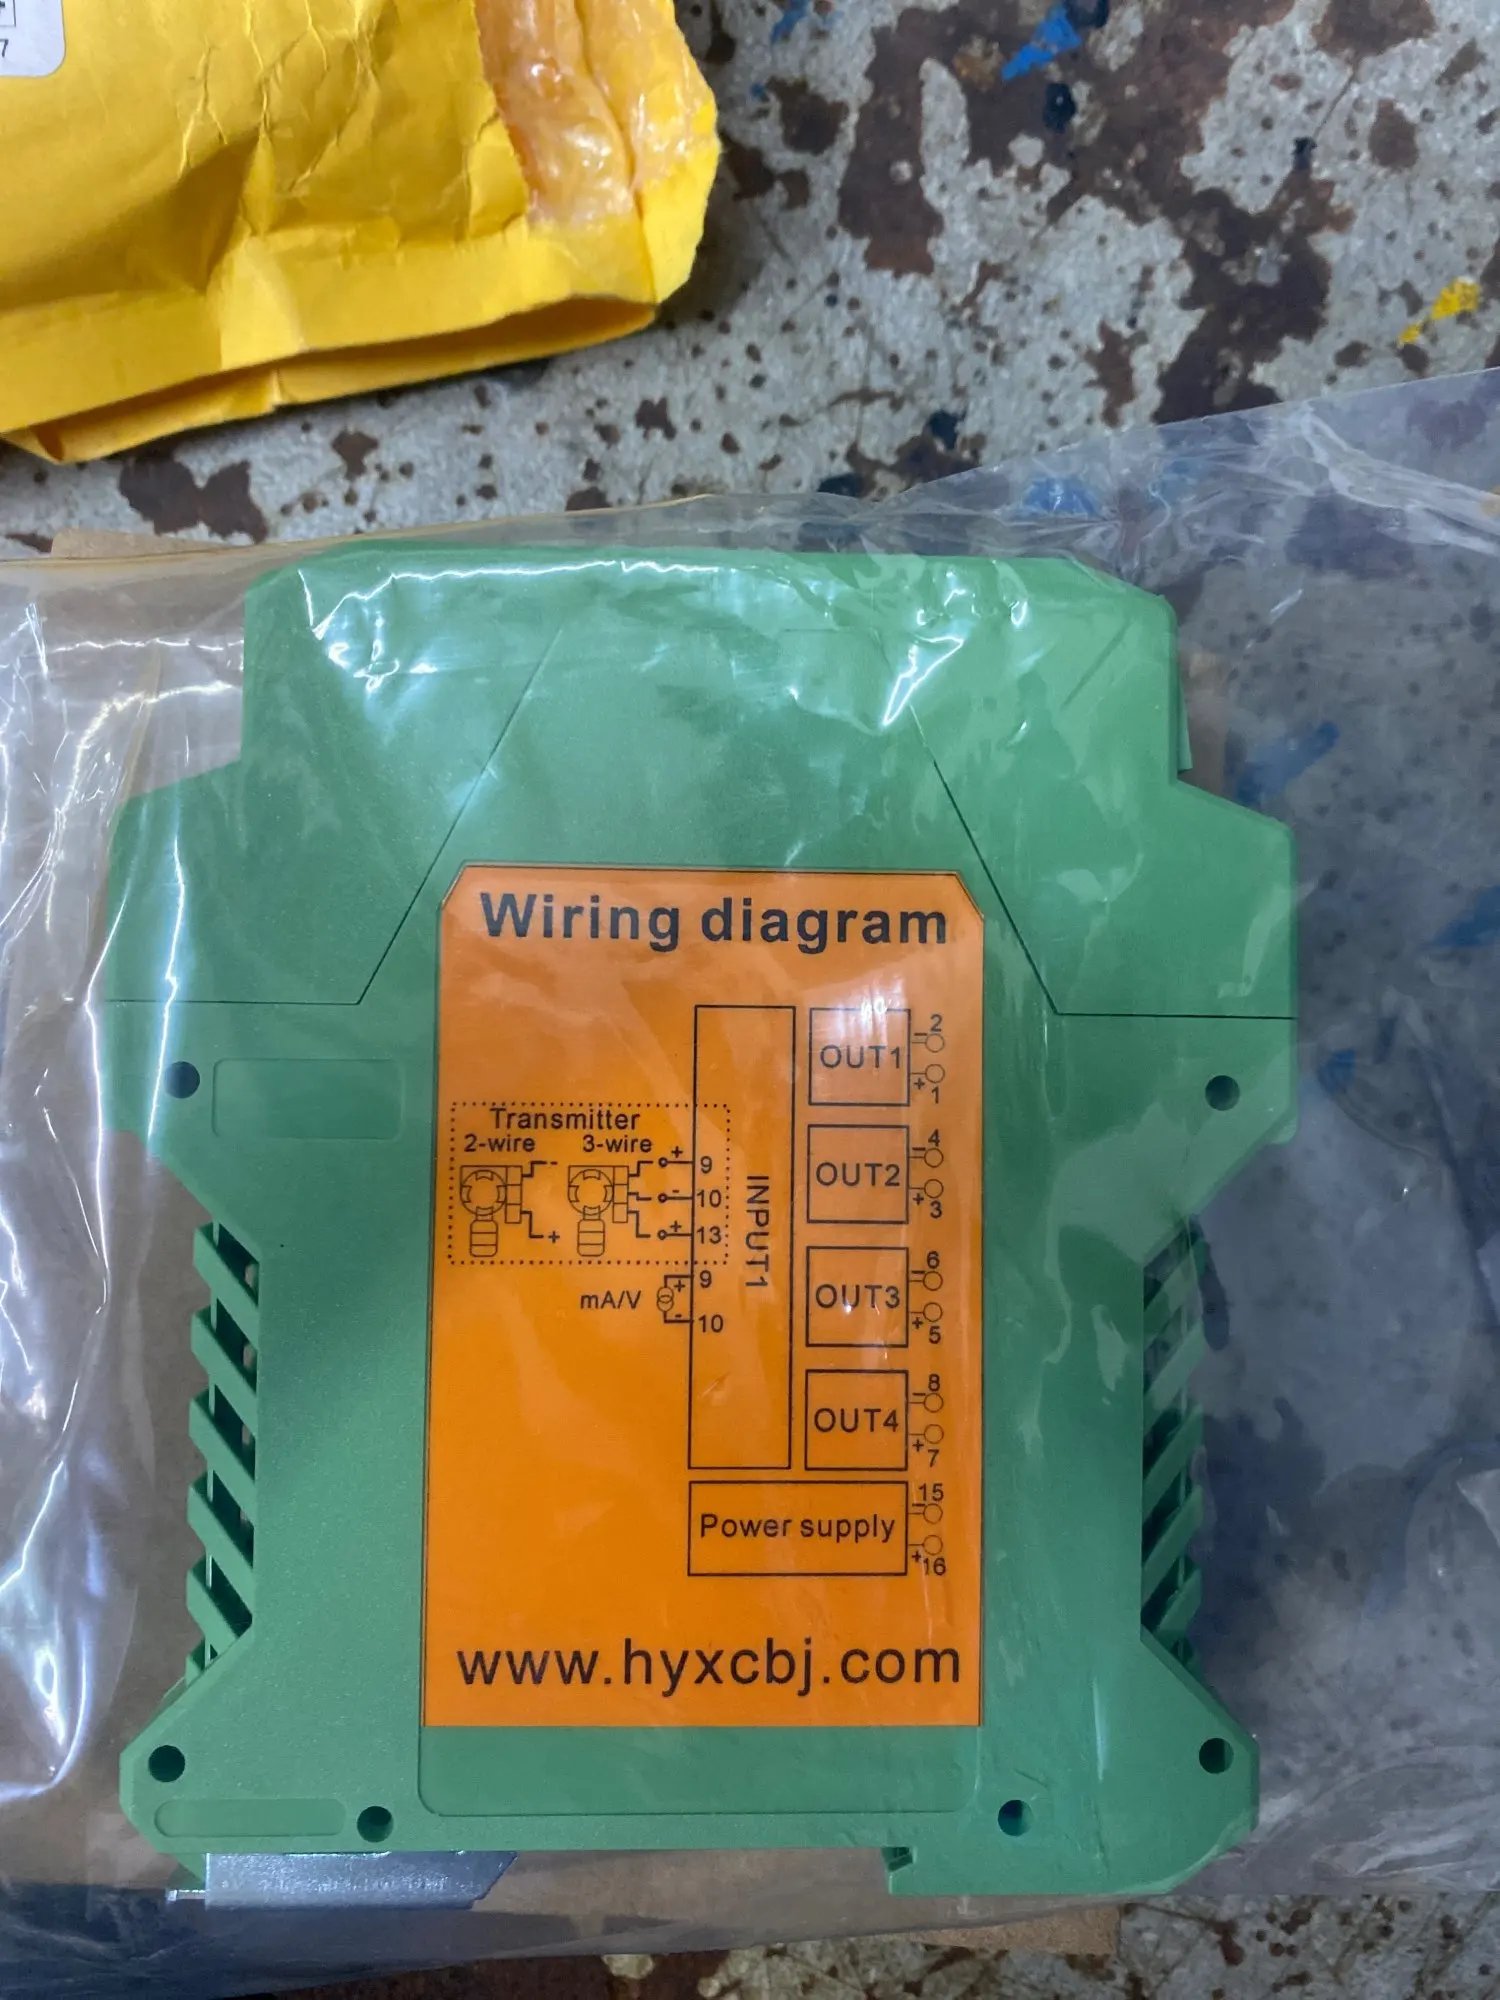 7
Wiring diagram
Transmitter
2-wire 3-wire
- + 9
- 10
+ + 13
mA/V + 9
- 10
INPUT1
OUT1 - 2
+ 1
OUT2 - 4
+ 3
OUT3 - 6
+ 5
OUT4 - 8
+ 7
Power supply - 15
+ 16
www.hyxcbj.com